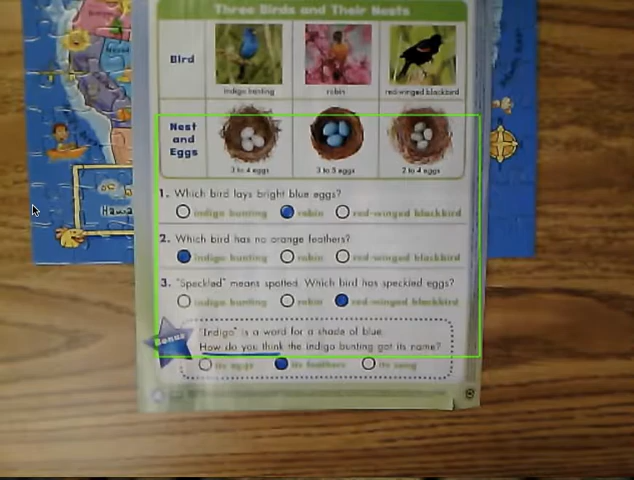 Three Birds and Their Nests
Bird
indigo bunting robin red-winged blackbird
Nest and Eggs
3 to 4 eggs 3 to 5 eggs 2 to 4 eggs
1. Which bird lays bright blue eggs?
indigo bunting robin red-winged blackbird
2. Which bird has no orange feathers?
indigo bunting robin red-winged blackbird
3. "Speckled" means spotted. Which bird has speckled eggs?
indigo bunting robin red-winged blackbird
Bonus
"Indigo" is a word for a shade of blue.
How do you think the indigo bunting got its name?
its eggs its feathers its song